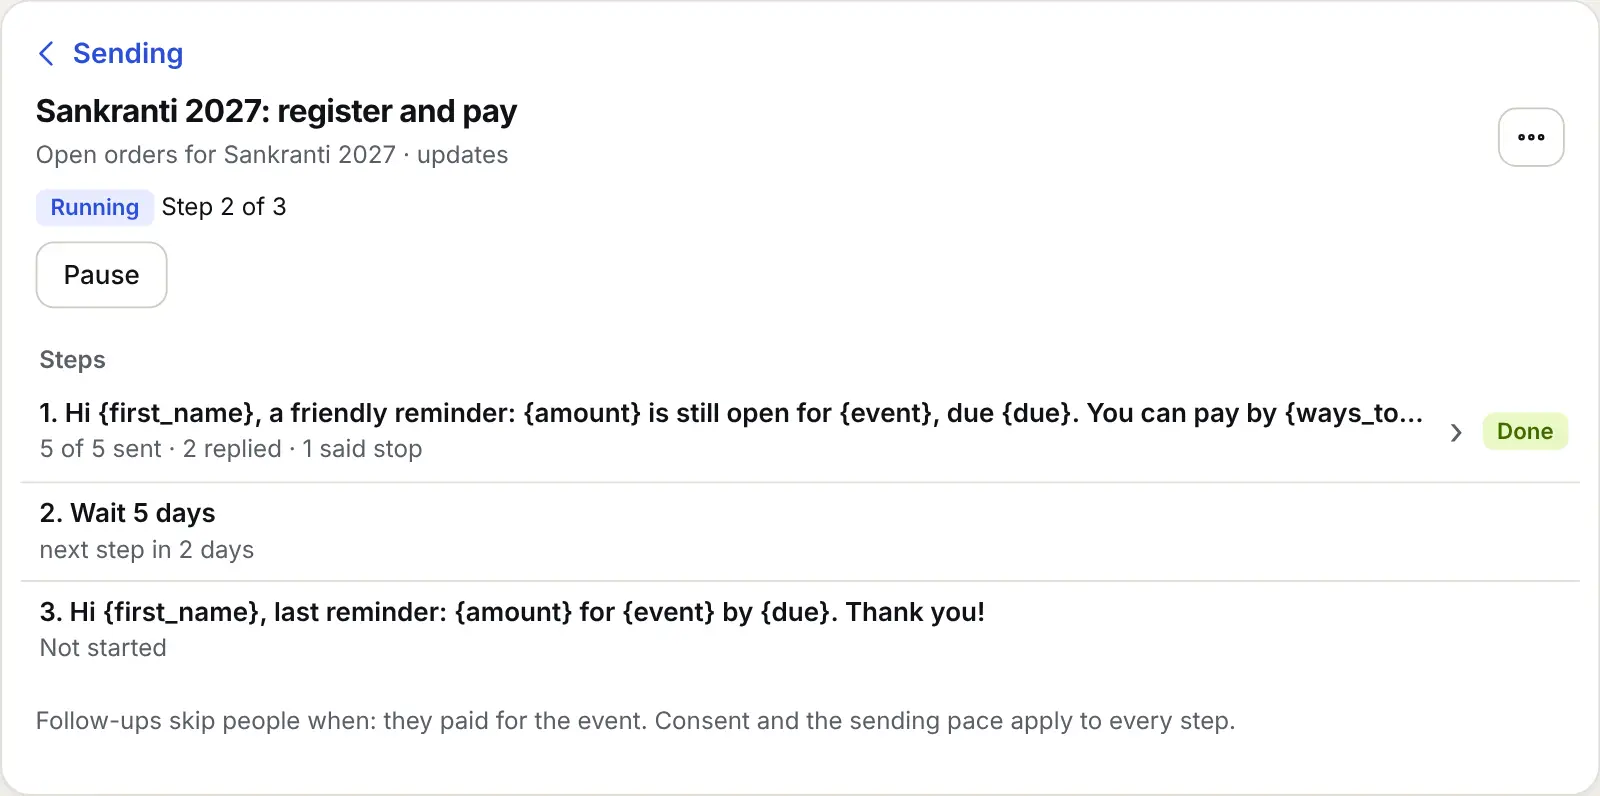 Sending
Sankranti 2027: register and pay
Open orders for Sankranti 2027 · updates
Running Step 2 of 3
Pause
Steps
1. Hi {first_name}, a friendly reminder: {amount} is still open for {event}, due {due}. You can pay by {ways_to...
5 of 5 sent · 2 replied · 1 said stop
Done
2. Wait 5 days
next step in 2 days
3. Hi {first_name}, last reminder: {amount} for {event} by {due}. Thank you!
Not started
Follow-ups skip people when: they paid for the event. Consent and the sending pace apply to every step.